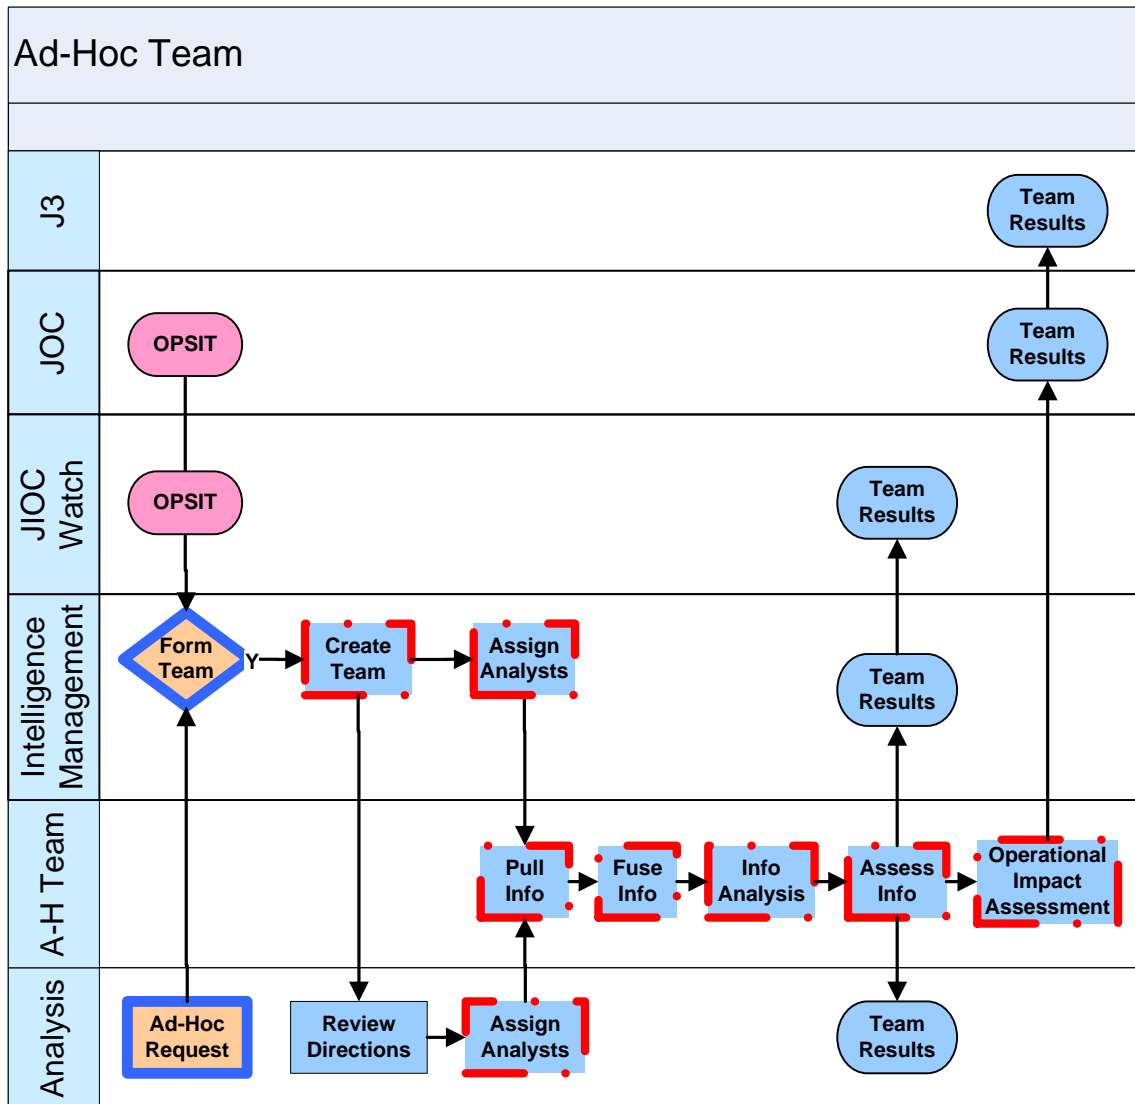 Ad-Hoc Team
J3
Team
Results
JOC
OPSIT
Team
Results
JIOC
Watch
OPSIT
Team
Results
Intelligence
Management
Form
Team
Y
Create
Team
Assign
Analysts
Team
Results
A-H Team
Pull
Info
Fuse
Info
Info
Analysis
Assess
Info
Operational
Impact
Assessment
Analysis
Ad-Hoc
Request
Review
Directions
Assign
Analysts
Team
Results